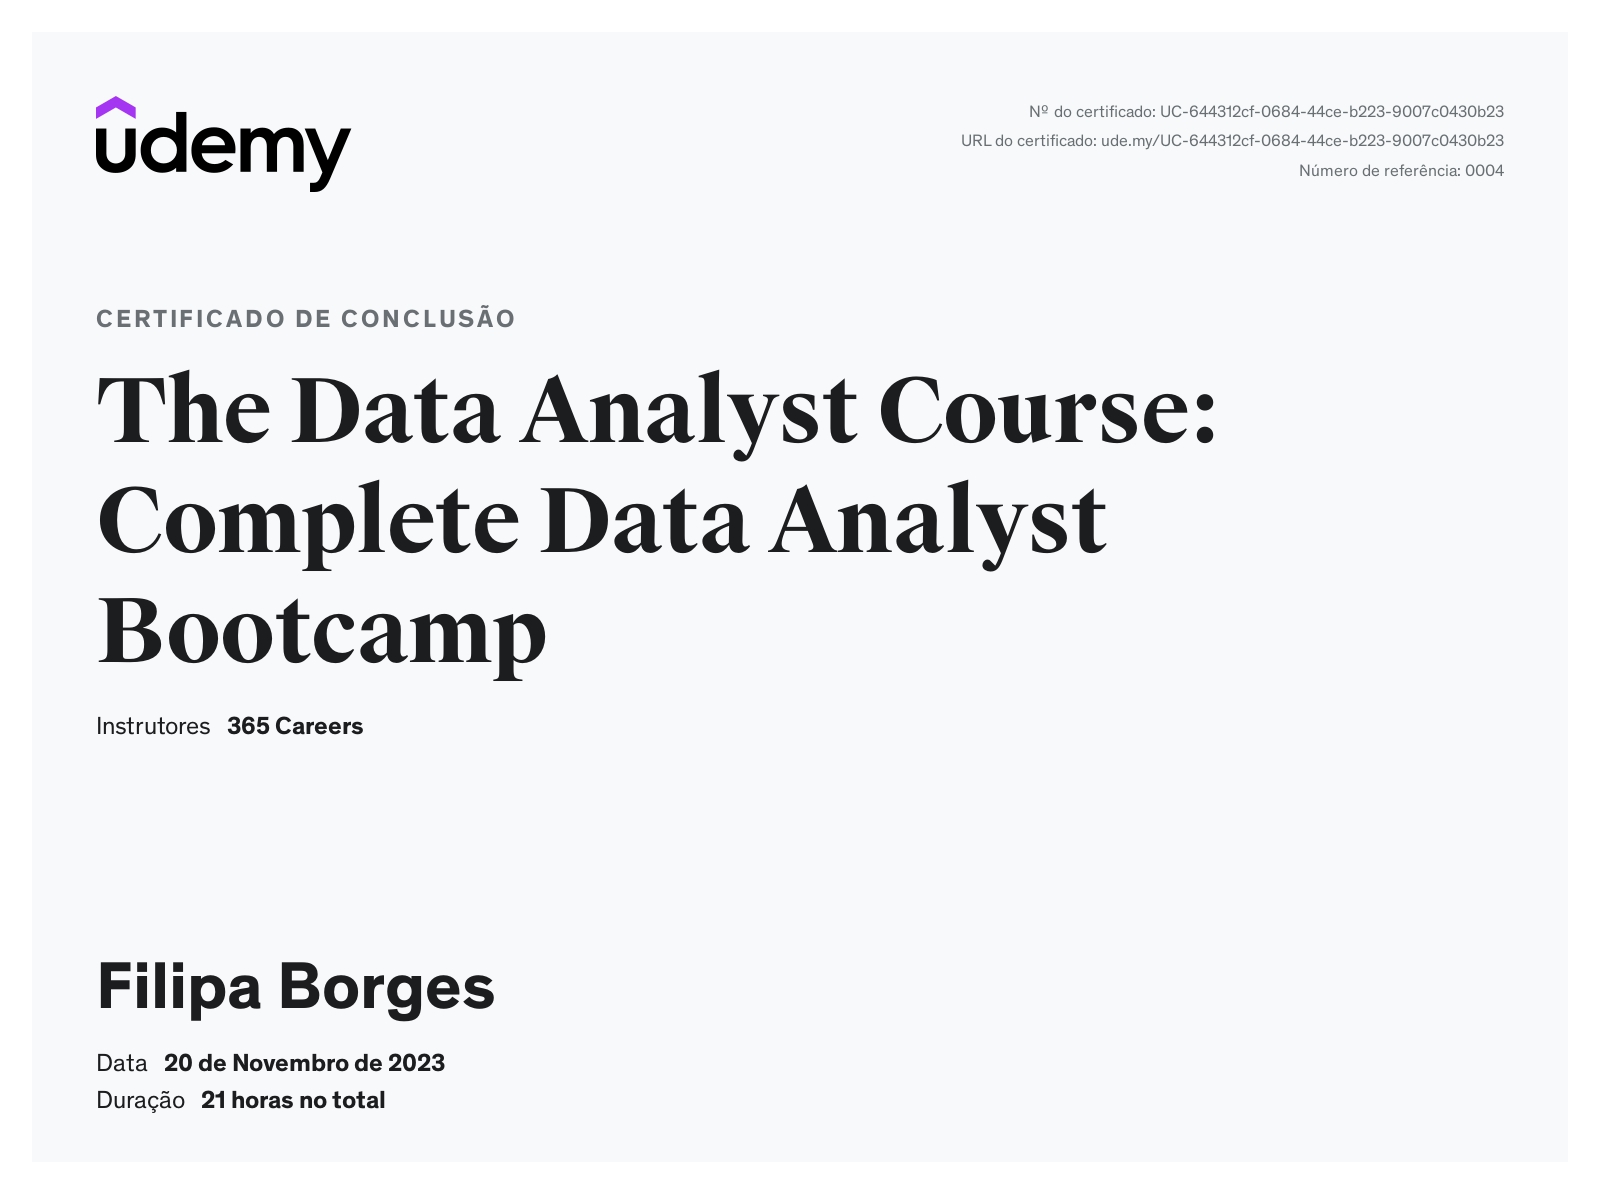 udemy
Nº do certificado: UC-644312cf-0684-44ce-b223-9007c0430b23
URL do certificado: ude.my/UC-644312cf-0684-44ce-b223-9007c0430b23
Número de referência: 0004
CERTIFICADO DE CONCLUSÃO
The Data Analyst Course:
Complete Data Analyst
Bootcamp
Instrutores 365 Careers
Filipa Borges
Data 20 de Novembro de 2023
Duração 21 horas no total